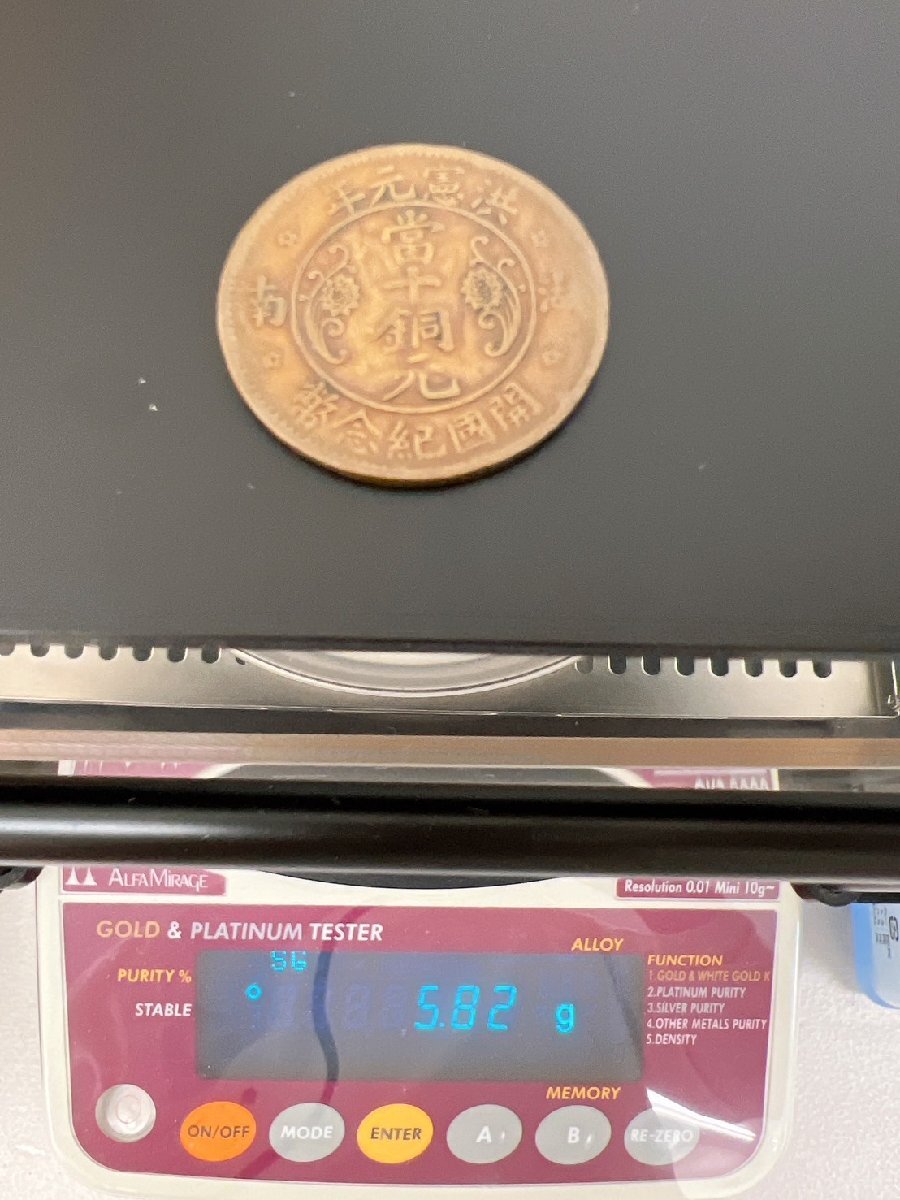 洪憲元年
當十銅元
南
開國紀念幣
ALFAMIRAGE
Resolution 0.01 Mini 10g~
GOLD & PLATINUM TESTER
ALLOY
PURITY %
SG
STABLE
5.82 g
FUNCTION
1.GOLD & WHITE GOLD K
2.PLATINUM PURITY
3.SILVER PURITY
4.OTHER METALS PURITY
5.DENSITY
MEMORY
ON/OFF
MODE
ENTER
A
B
RE-ZERO